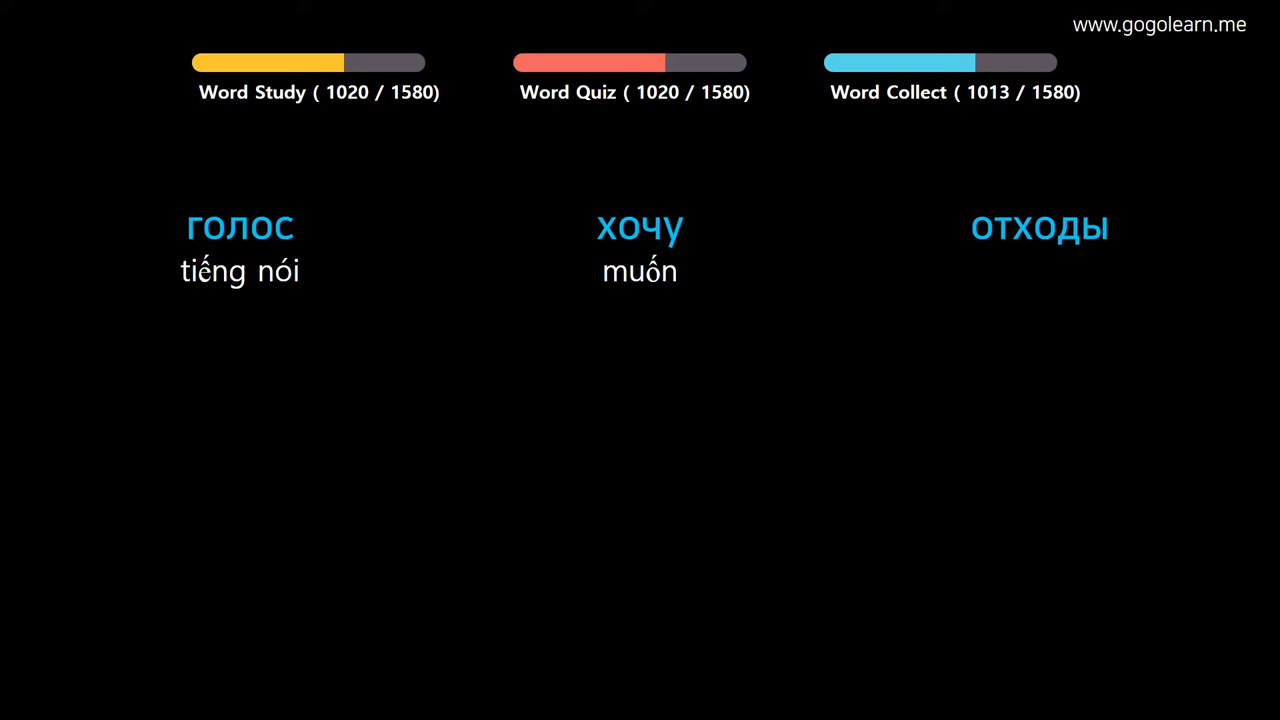 www.gogolearn.me
Word Study ( 1020 / 1580)
Word Quiz ( 1020 / 1580)
Word Collect ( 1013 / 1580)
голос
tiếng nói
хочу
muốn
отходы